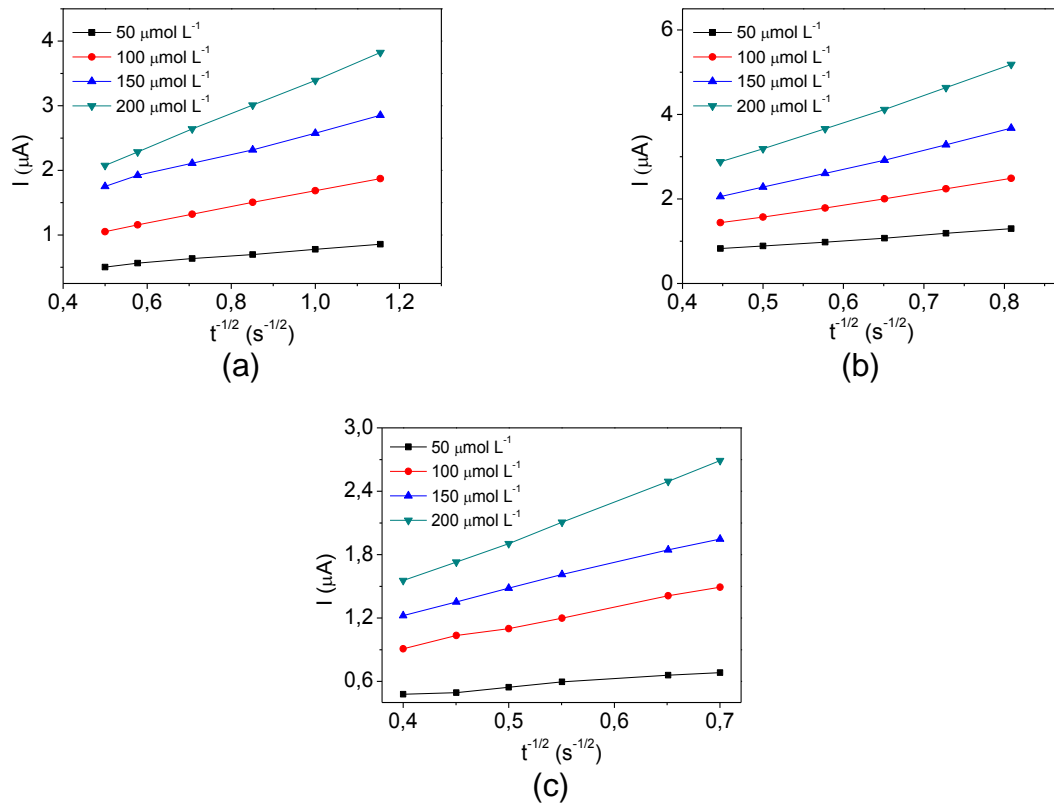 50 μmol L⁻¹
100 μmol L⁻¹
150 μmol L⁻¹
200 μmol L⁻¹
4
3
2
1
I (μA)
0,4 0,6 0,8 1,0 1,2
t⁻¹/² (s⁻¹/²)
(a)
50 μmol L⁻¹
100 μmol L⁻¹
150 μmol L⁻¹
200 μmol L⁻¹
6
4
2
0
I (μA)
0,4 0,5 0,6 0,7 0,8
t⁻¹/² (s⁻¹/²)
(b)
50 μmol L⁻¹
100 μmol L⁻¹
150 μmol L⁻¹
200 μmol L⁻¹
3,0
2,4
1,8
1,2
0,6
I (μA)
0,4 0,5 0,6 0,7
t⁻¹/² (s⁻¹/²)
(c)